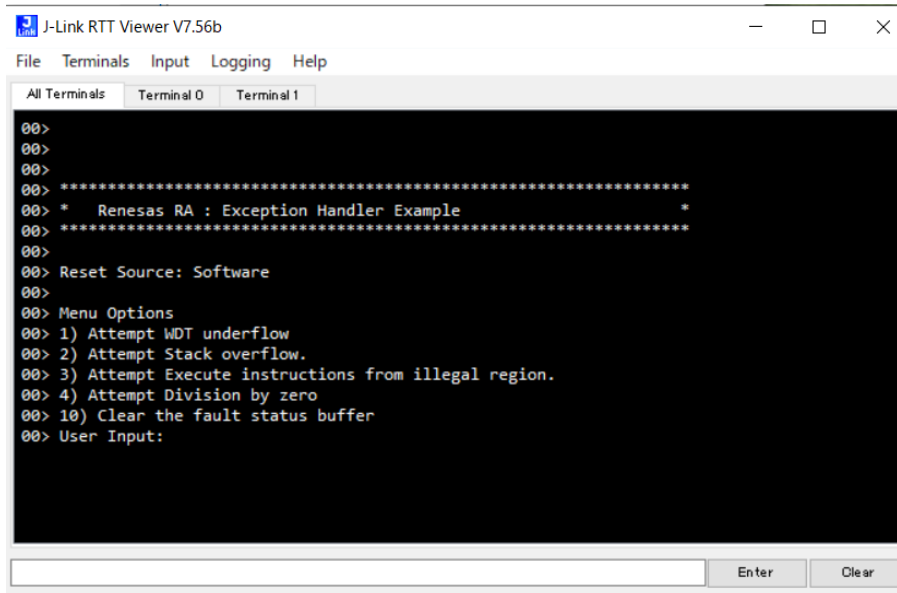 J-Link RTT Viewer V7.56b
File Terminals Input Logging Help
All Terminals Terminal 0 Terminal 1
00>
00>
00>
00> ******************************************************************
00> *   Renesas RA : Exception Handler Example                       *
00> ******************************************************************
00>
00> Reset Source: Software
00>
00> Menu Options
00> 1) Attempt WDT underflow
00> 2) Attempt Stack overflow.
00> 3) Attempt Execute instructions from illegal region.
00> 4) Attempt Division by zero
00> 10) Clear the fault status buffer
00> User Input:
Enter Clear